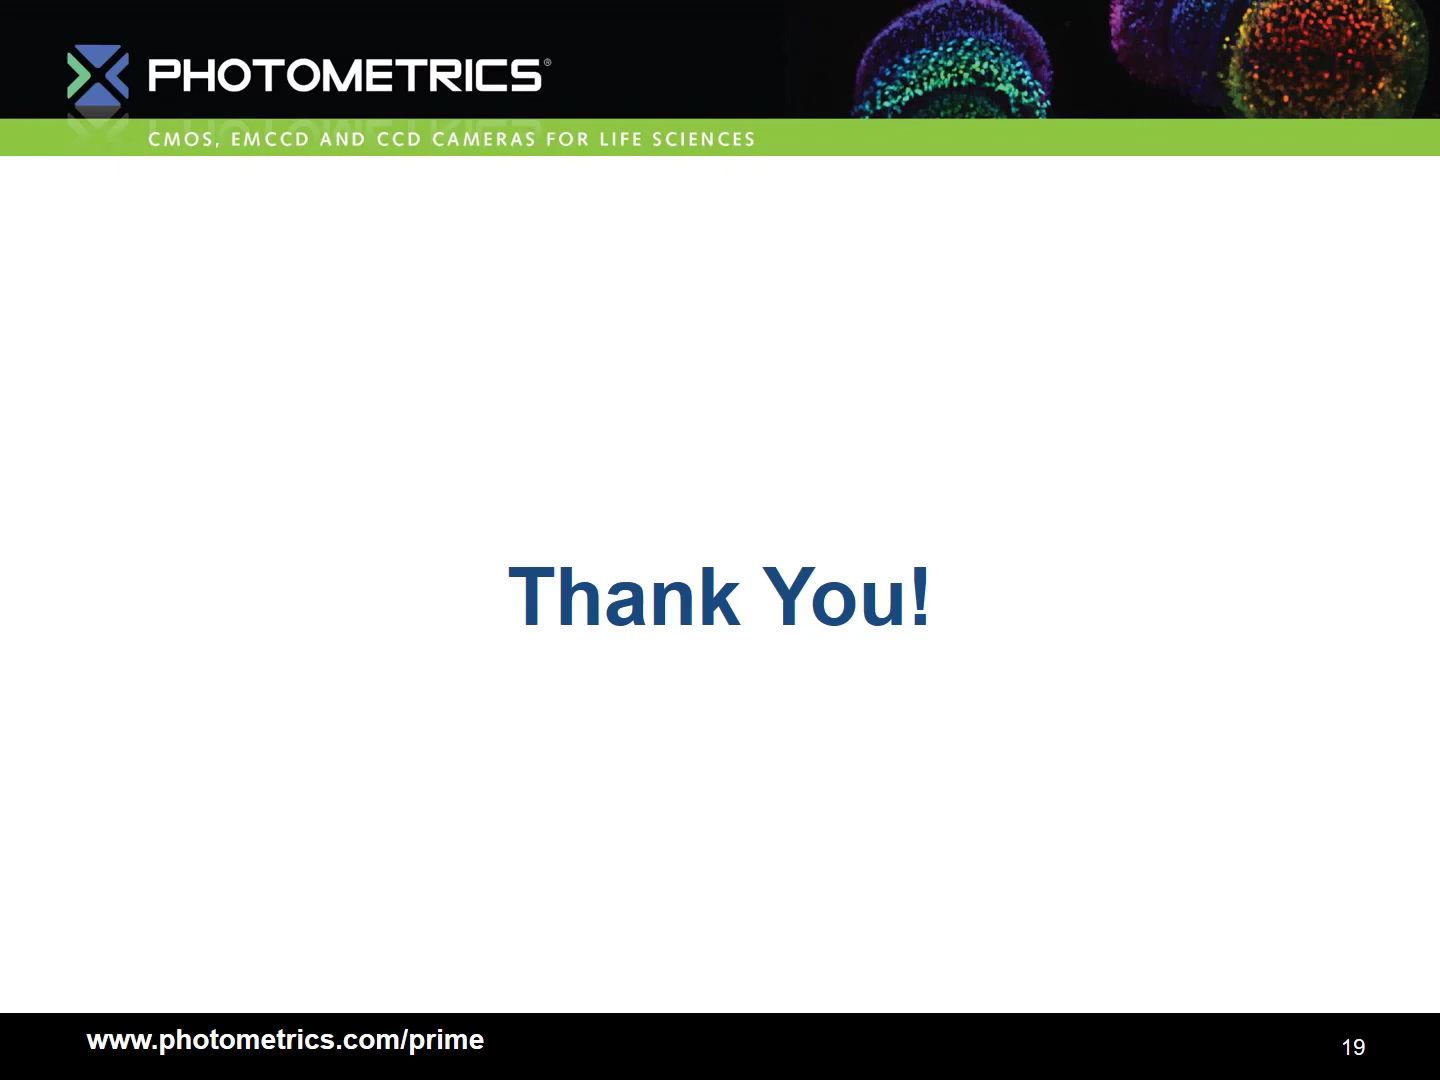 PHOTOMETRICS®
CMOS, EMCCD AND CCD CAMERAS FOR LIFE SCIENCES
Thank You!
www.photometrics.com/prime
19